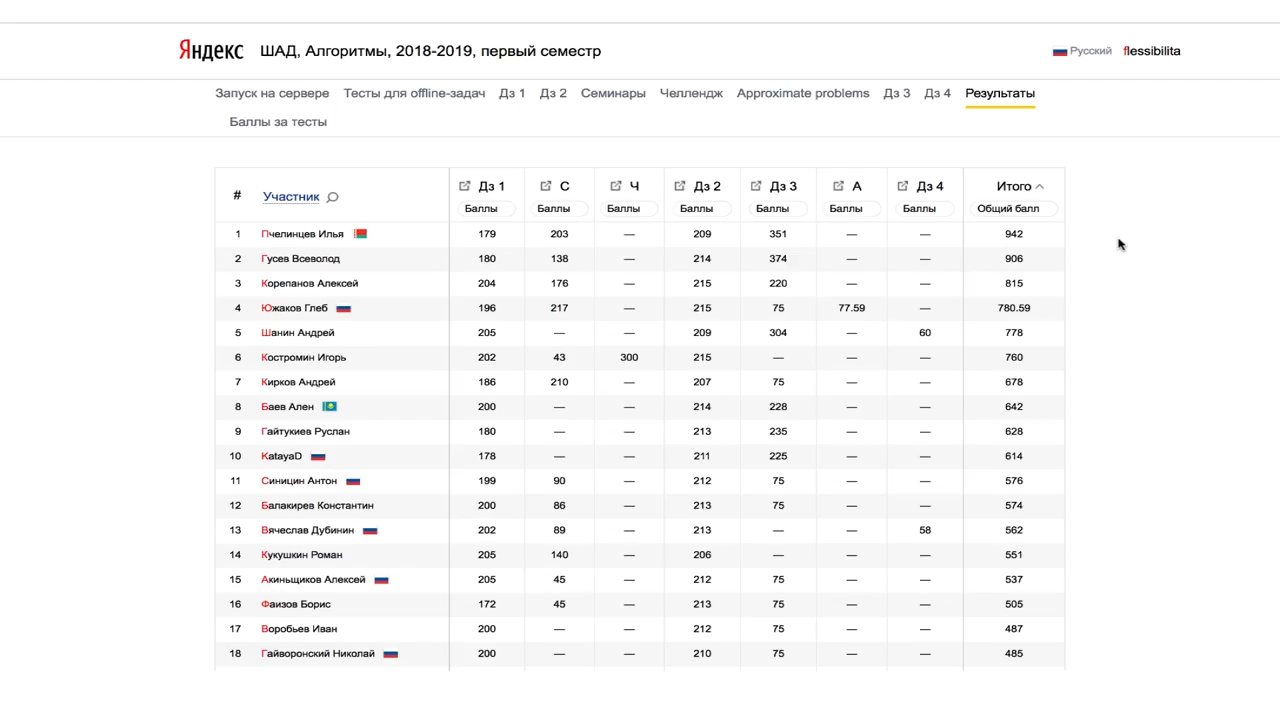 Яндекс ШАД, Алгоритмы, 2018-2019, первый семестр Русский flessibilita
Запуск на сервере Тесты для offline-задач Дз 1 Дз 2 Семинары Челлендж Approximate problems Дз 3 Дз 4 Результаты
Баллы за тесты
# Участник Дз 1 С Ч Дз 2 Дз 3 А Дз 4 Итого
Баллы Баллы Баллы Баллы Баллы Баллы Баллы Общий балл
1 Пчелинцев Илья 179 203 — 209 351 — — 942
2 Гусев Всеволод 180 138 — 214 374 — — 906
3 Корепанов Алексей 204 176 — 215 220 — — 815
4 Южаков Глеб 196 217 — 215 75 77.59 — 780.59
5 Шанин Андрей 205 — — 209 304 — 60 778
6 Костромин Игорь 202 43 300 215 — — — 760
7 Кирков Андрей 186 210 — 207 75 — — 678
8 Баев Ален 200 — — 214 228 — — 642
9 Гайтукиев Руслан 180 — — 213 235 — — 628
10 KatayaD 178 — — 211 225 — — 614
11 Синицин Антон 199 90 — 212 75 — — 576
12 Балакирев Константин 200 86 — 213 75 — — 574
13 Вячеслав Дубинин 202 89 — 213 — — 58 562
14 Кукушкин Роман 205 140 — 206 — — — 551
15 Акиньщиков Алексей 205 45 — 212 75 — — 537
16 Фаизов Борис 172 45 — 213 75 — — 505
17 Воробьев Иван 200 — — 212 75 — — 487
18 Гайворонский Николай 200 — — 210 75 — — 485